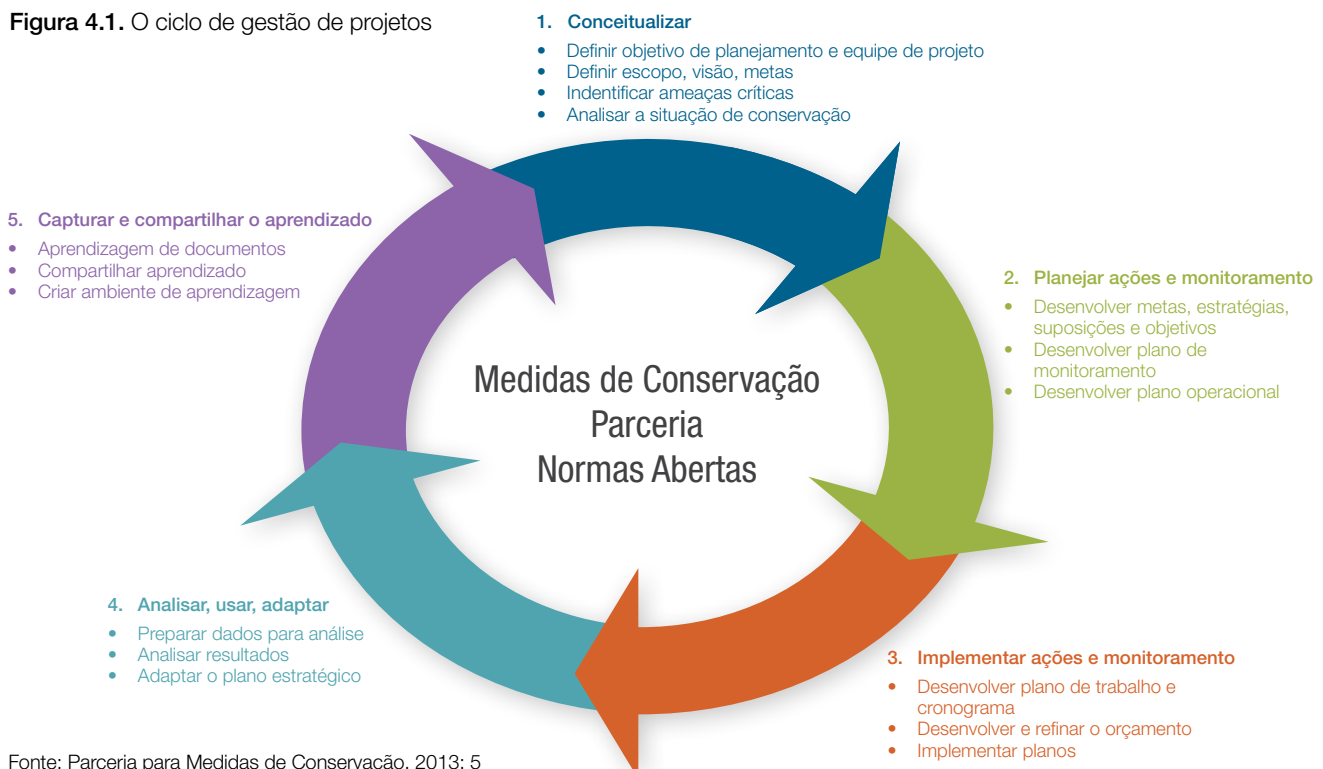 Figura 4.1. O ciclo de gestão de projetos
1. Conceitualizar
• Definir objetivo de planejamento e equipe de projeto
• Definir escopo, visão, metas
• Indentificar ameaças críticas
• Analisar a situação de conservação
5. Capturar e compartilhar o aprendizado
• Aprendizagem de documentos
• Compartilhar aprendizado
• Criar ambiente de aprendizagem
2. Planejar ações e monitoramento
• Desenvolver metas, estratégias,
suposições e objetivos
• Desenvolver plano de
monitoramento
• Desenvolver plano operacional
Medidas de Conservação
Parceria
Normas Abertas
4. Analisar, usar, adaptar
• Preparar dados para análise
• Analisar resultados
• Adaptar o plano estratégico
3. Implementar ações e monitoramento
• Desenvolver plano de trabalho e
cronograma
• Desenvolver e refinar o orçamento
• Implementar planos
Fonte: Parceria para Medidas de Conservação, 2013: 5